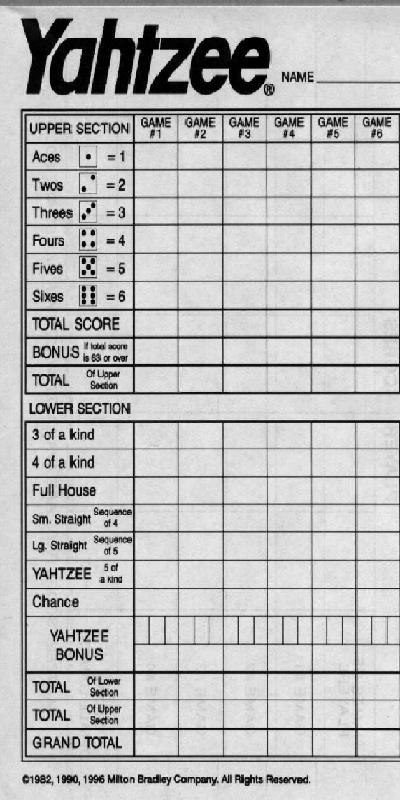 Yahtzee®
NAME
UPPER SECTION GAME #1 GAME #2 GAME #3 GAME #4 GAME #5 GAME #6
Aces = 1
Twos = 2
Threes = 3
Fours = 4
Fives = 5
Sixes = 6
TOTAL SCORE
BONUS If total score is 63 or over
TOTAL Of Upper Section
LOWER SECTION
3 of a kind
4 of a kind
Full House
Sm. Straight Sequence of 4
Lg. Straight Sequence of 5
YAHTZEE 5 of a kind
Chance
YAHTZEE
BONUS
TOTAL Of Lower Section
TOTAL Of Upper Section
GRAND TOTAL
©1982, 1990, 1996 Milton Bradley Company. All Rights Reserved.